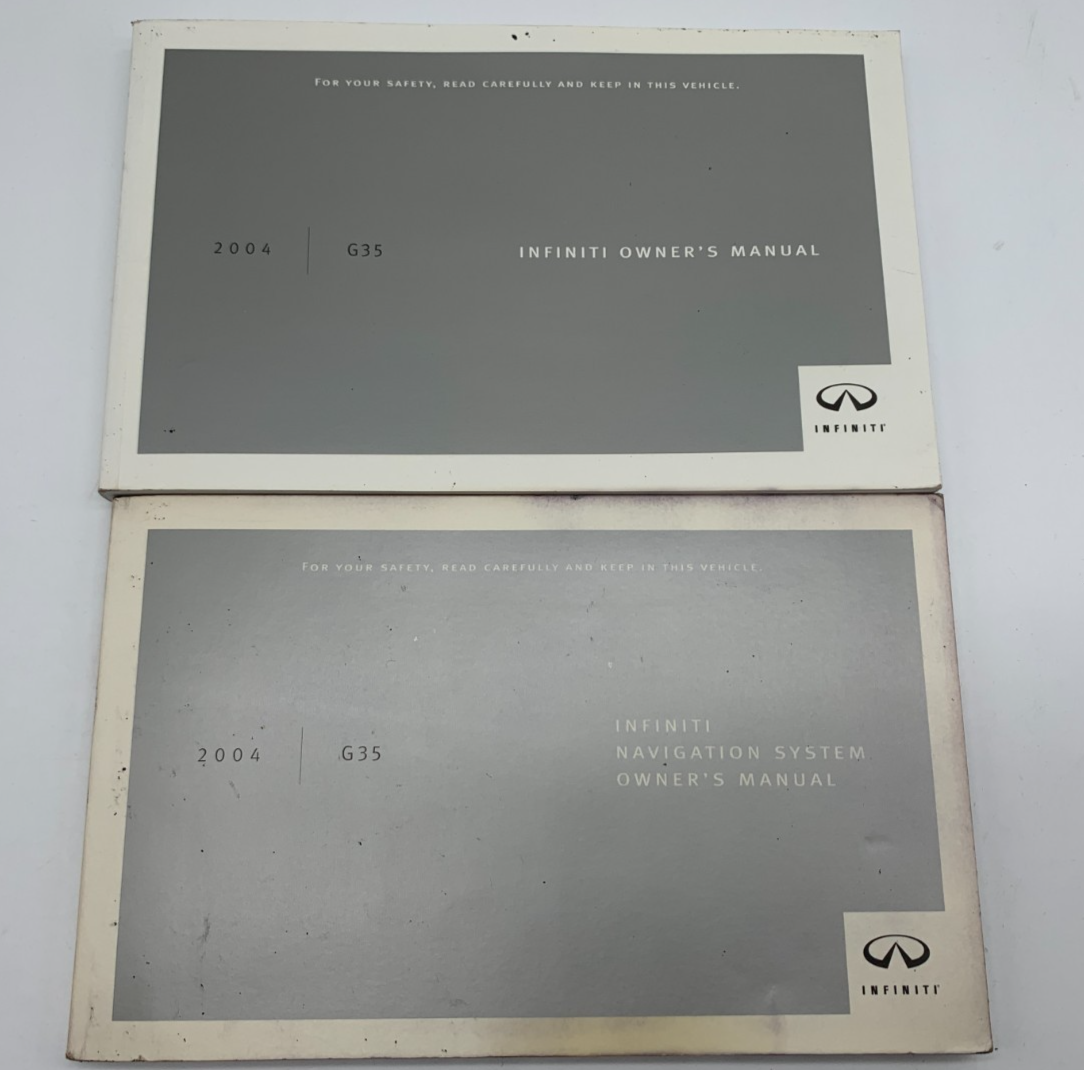 FOR YOUR SAFETY, READ CAREFULLY AND KEEP IN THIS VEHICLE.
2004 | G35
INFINITI OWNER'S MANUAL
INFINITI
FOR YOUR SAFETY, READ CAREFULLY AND KEEP IN THIS VEHICLE.
2004 | G35
INFINITI
NAVIGATION SYSTEM
OWNER'S MANUAL
INFINITI